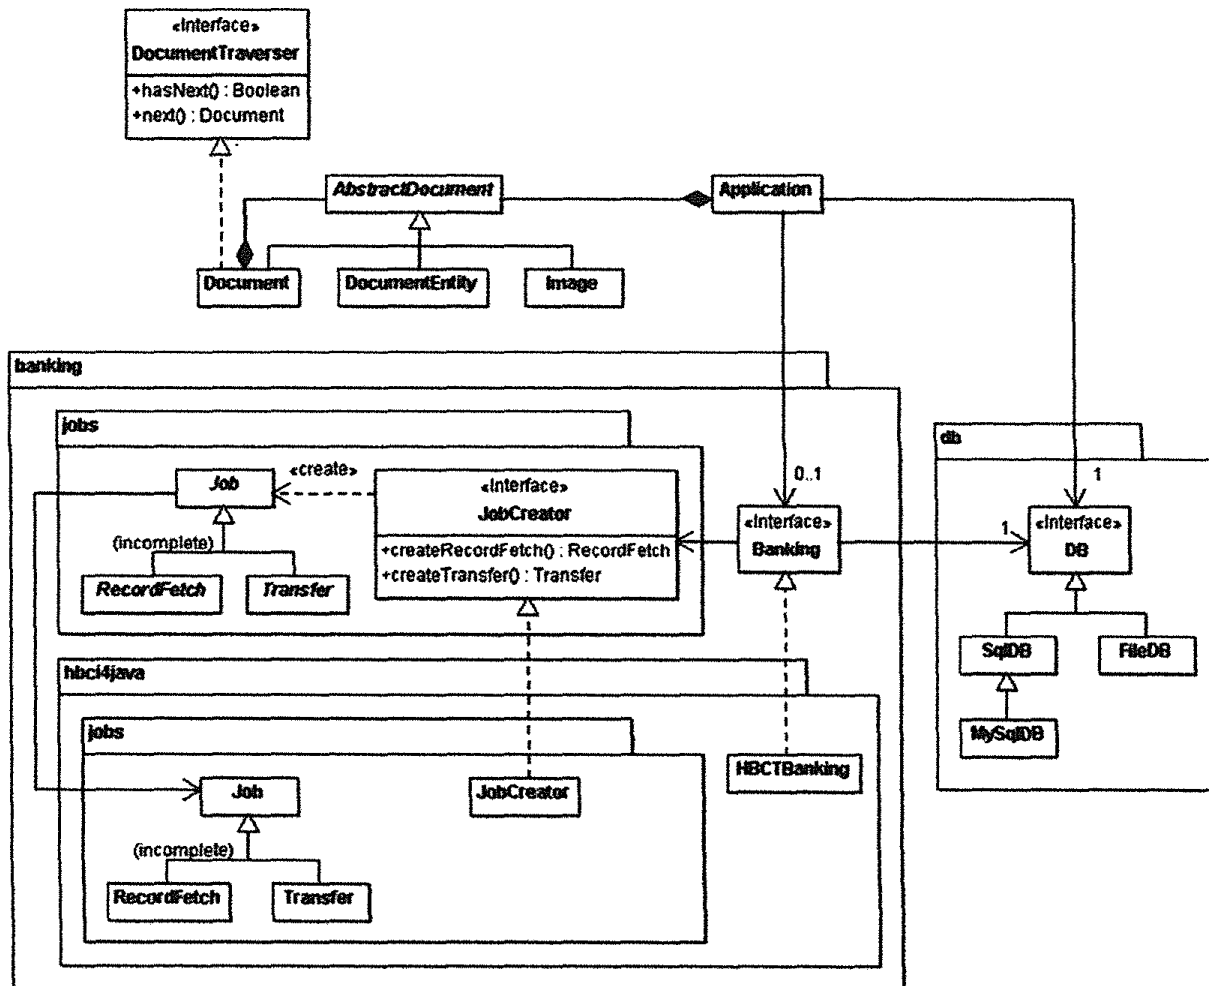 «Interface»
DocumentTraverser
+hasNext() : Boolean
+next() : Document
AbstractDocument
Application
Document
DocumentEntity
Image
banking
jobs
db
Job
«create»
«Interface»
JobCreator
+createRecordFetch() : RecordFetch
+createTransfer() : Transfer
(incomplete)
RecordFetch
Transfer
0..1
«Interface»
Banking
1
1
«Interface»
DB
SqlDB
FileDB
MySqlDB
hbci4java
jobs
Job
JobCreator
HBCTBanking
(incomplete)
RecordFetch
Transfer